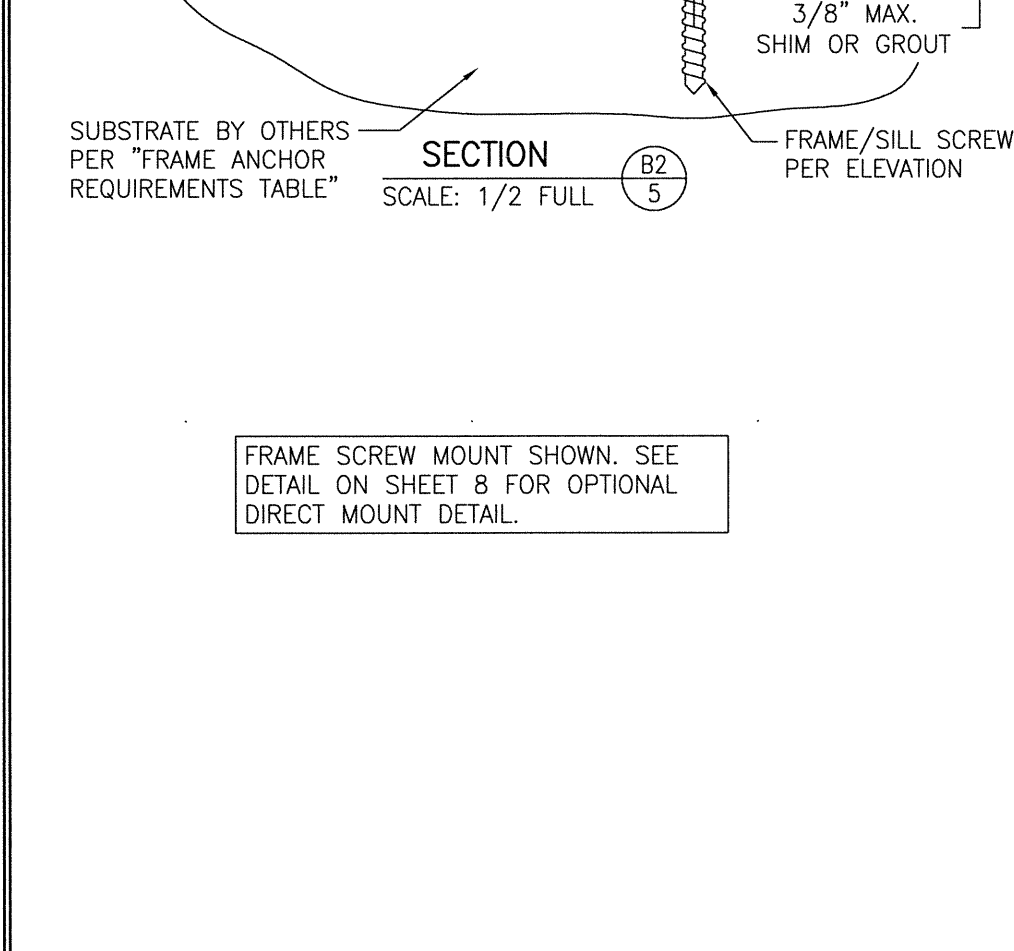 3/8" MAX.
SHIM OR GROUT
SUBSTRATE BY OTHERS
PER "FRAME ANCHOR
REQUIREMENTS TABLE"
SECTION
SCALE: 1/2 FULL
B2
5
FRAME/SILL SCREW
PER ELEVATION
FRAME SCREW MOUNT SHOWN. SEE
DETAIL ON SHEET 8 FOR OPTIONAL
DIRECT MOUNT DETAIL.